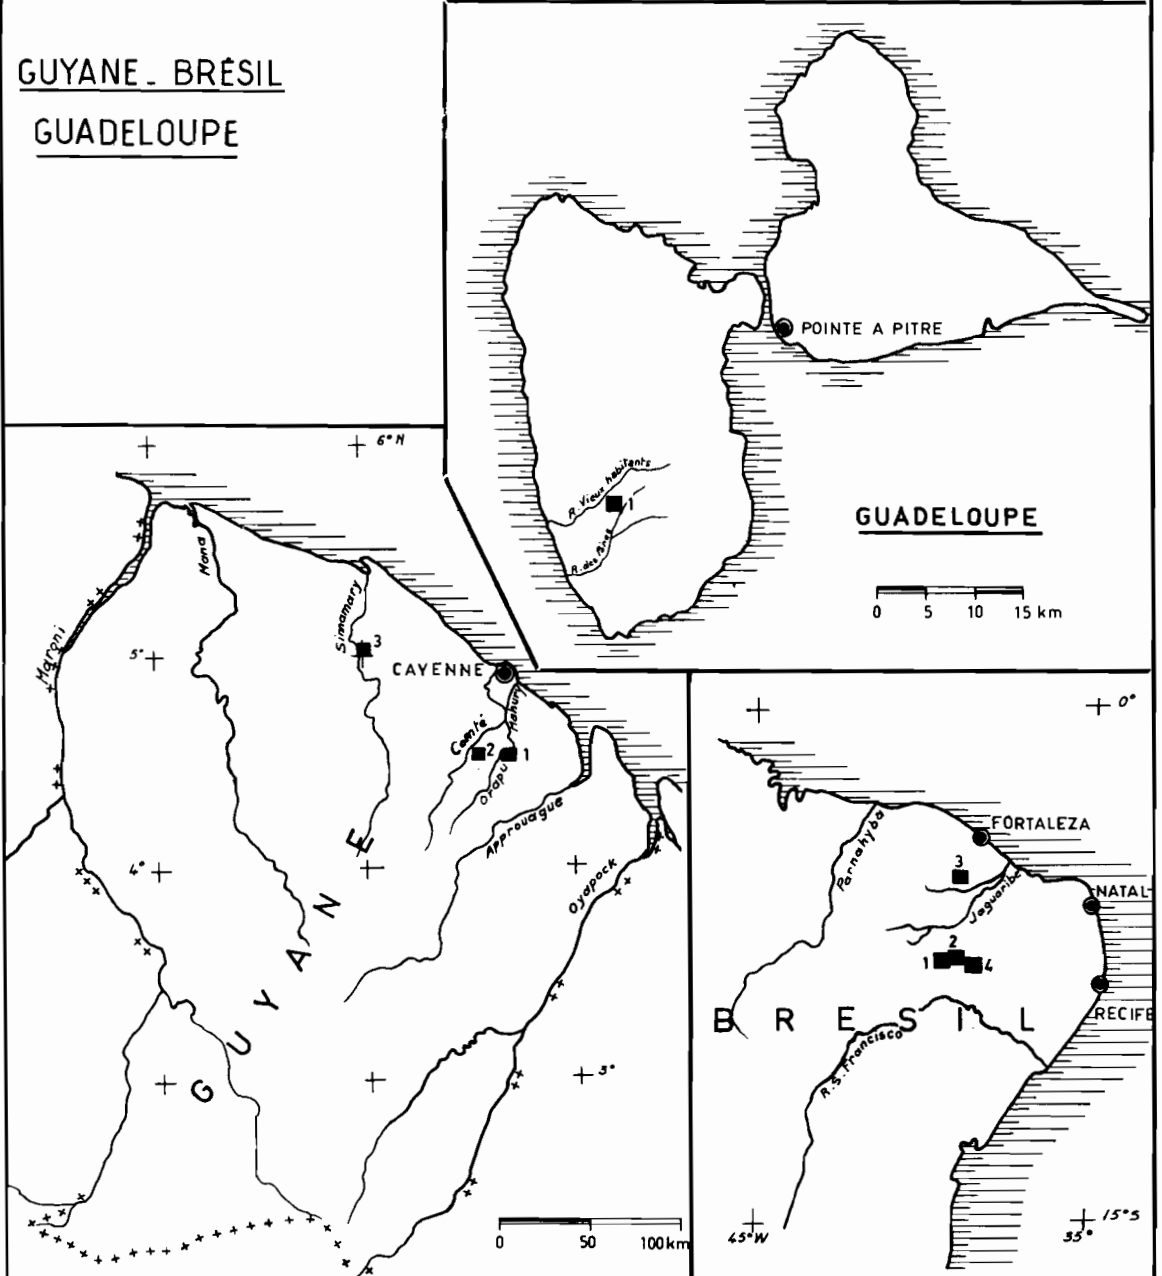 GUYANE - BRÉSIL
GUADELOUPE
POINTE A PITRE
R. Vieux habitants
1
R. des Pères
GUADELOUPE
0 5 10 15 km
6° N
Mana
Maroni
Sinamary
3
5°
CAYENNE
Mahury
Comté
2
1
Orapu
Approuague
4°
Oyapock
GUYANE
3°
0 50 100 km
0°
FORTALEZA
Parnahyba
3
Jaguaribe
NATAL
2
1
4
RECIFE
BRESIL
R. S. Francisco
15° S
45° W
35°